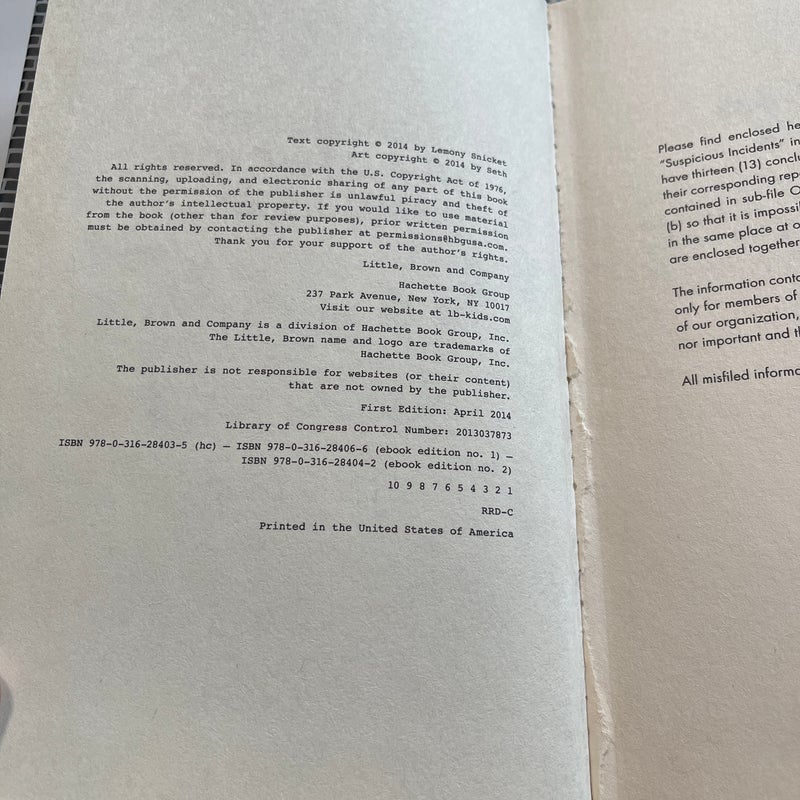 Text copyright © 2014 by Lemony Snicket
Art copyright © 2014 by Seth
All rights reserved. In accordance with the U.S. Copyright Act of 1976,
the scanning, uploading, and electronic sharing of any part of this book
without the permission of the publisher is unlawful piracy and theft of
the author's intellectual property. If you would like to use material
from the book (other than for review purposes), prior written permission
must be obtained by contacting the publisher at permissions@hbgusa.com.
Thank you for your support of the author's rights.
Little, Brown and Company
Hachette Book Group
237 Park Avenue, New York, NY 10017
Visit our website at lb-kids.com
Little, Brown and Company is a division of Hachette Book Group, Inc.
The Little, Brown name and logo are trademarks of
Hachette Book Group, Inc.
The publisher is not responsible for websites (or their content)
that are not owned by the publisher.
First Edition: April 2014
Library of Congress Control Number: 2013037873
ISBN 978-0-316-28403-5 (hc) — ISBN 978-0-316-28406-6 (ebook edition no. 1) —
ISBN 978-0-316-28404-2 (ebook edition no. 2)
10 9 8 7 6 5 4 3 2 1
RRD-C
Printed in the United States of America
Please find enclosed he
"Suspicious Incidents" in
have thirteen (13) conclu
their corresponding repo
contained in sub-file O
(b) so that it is impossi
in the same place at o
are enclosed together
The information conta
only for members of
of our organization,
nor important and th
All misfiled informa